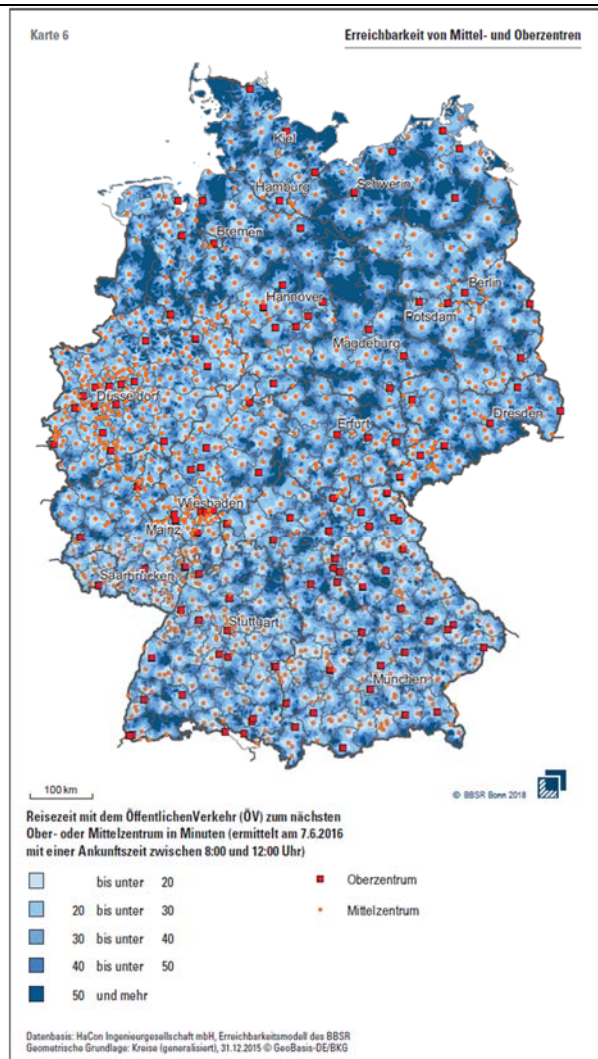 Karte 6
Erreichbarkeit von Mittel- und Oberzentren
Kiel
Hamburg
Schwerin
Bremen
Berlin
Hannover
Potsdam
Magdeburg
Düsseldorf
Erfurt
Dresden
Wiesbaden
Mainz
Saarbrücken
Stuttgart
München
100 km
© BBSR Bonn 2018
Reisezeit mit dem ÖffentlichenVerkehr (ÖV) zum nächsten
Ober- oder Mittelzentrum in Minuten (ermittelt am 7.6.2016
mit einer Ankunftszeit zwischen 8:00 und 12:00 Uhr)
bis unter 20
20 bis unter 30
30 bis unter 40
40 bis unter 50
50 und mehr
Oberzentrum
Mittelzentrum
Datenbasis: HaCon Ingenieurgesellschaft mbH, Erreichbarkeitsmodell des BBSR
Geometrische Grundlage: Kreise (generalisiert), 31.12.2015 © GeoBasis-DE/BKG